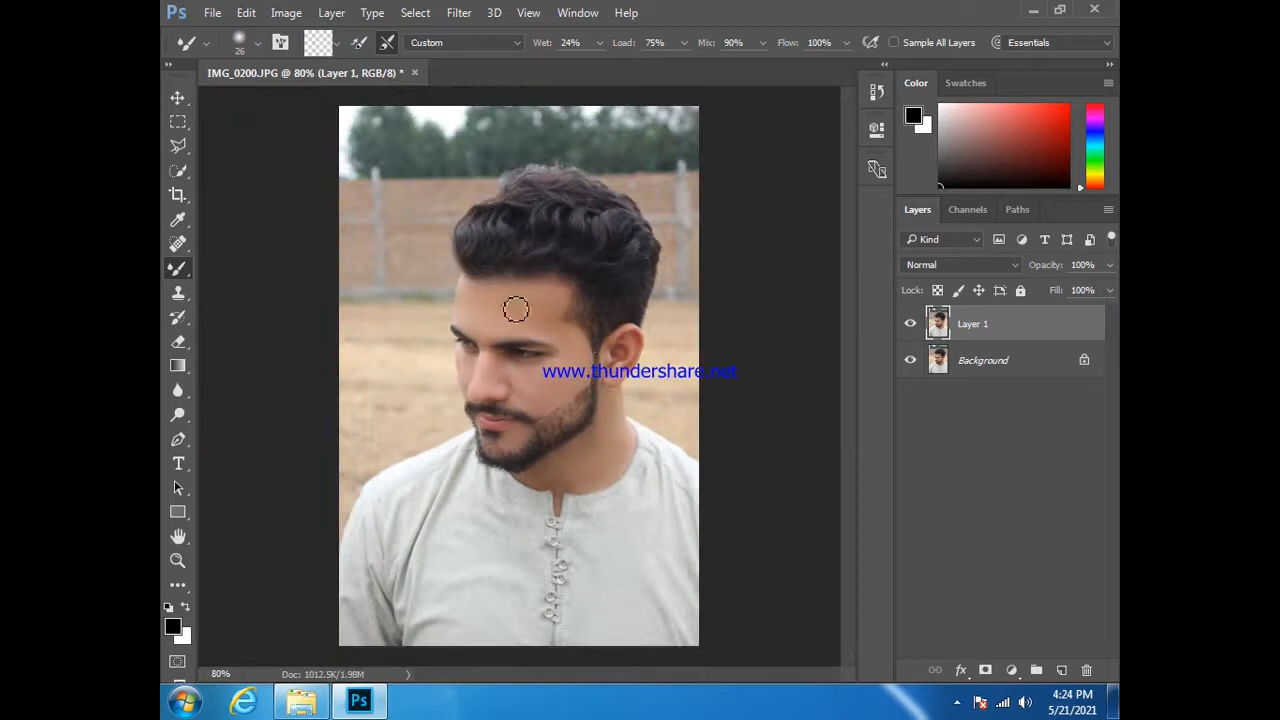 Ps File Edit Image Layer Type Select Filter 3D View Window Help
26 Custom Wet: 24% Load: 75% Mix: 90% Flow: 100% Sample All Layers Essentials
IMG_0200.JPG @ 80% (Layer 1, RGB/8) *
Color Swatches
Layers Channels Paths
Kind
Normal Opacity: 100%
Lock: Fill: 100%
Layer 1
Background
www.thundershare.net
80% Doc: 1012.5K/1.98M
fx
Ps
4:24 PM
5/21/2021